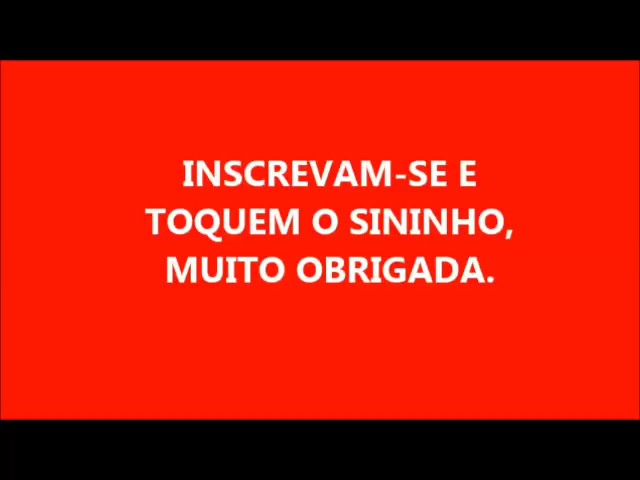 INSCREVAM-SE E
TOQUEM O SININHO,
MUITO OBRIGADA.